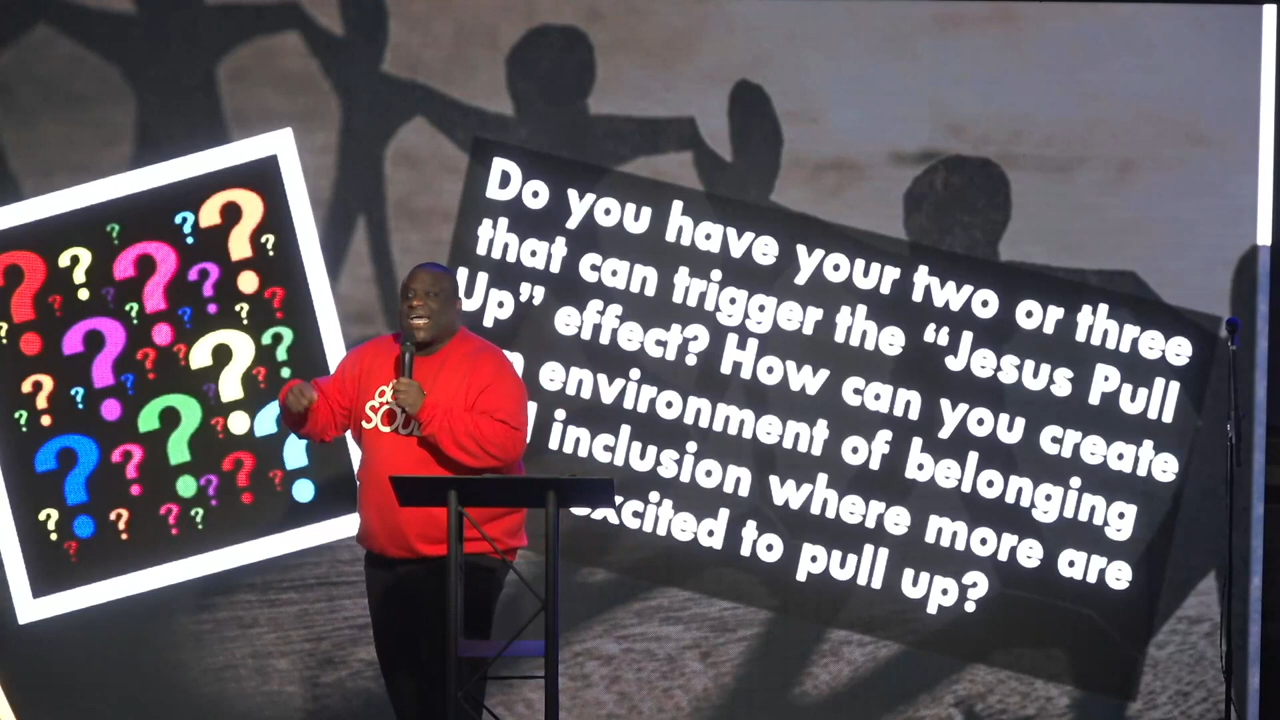 Do you have your two or three
that can trigger the “Jesus Pull
Up” effect? How can you create
environment of belonging
inclusion where more are
excited to pull up?
SOUL